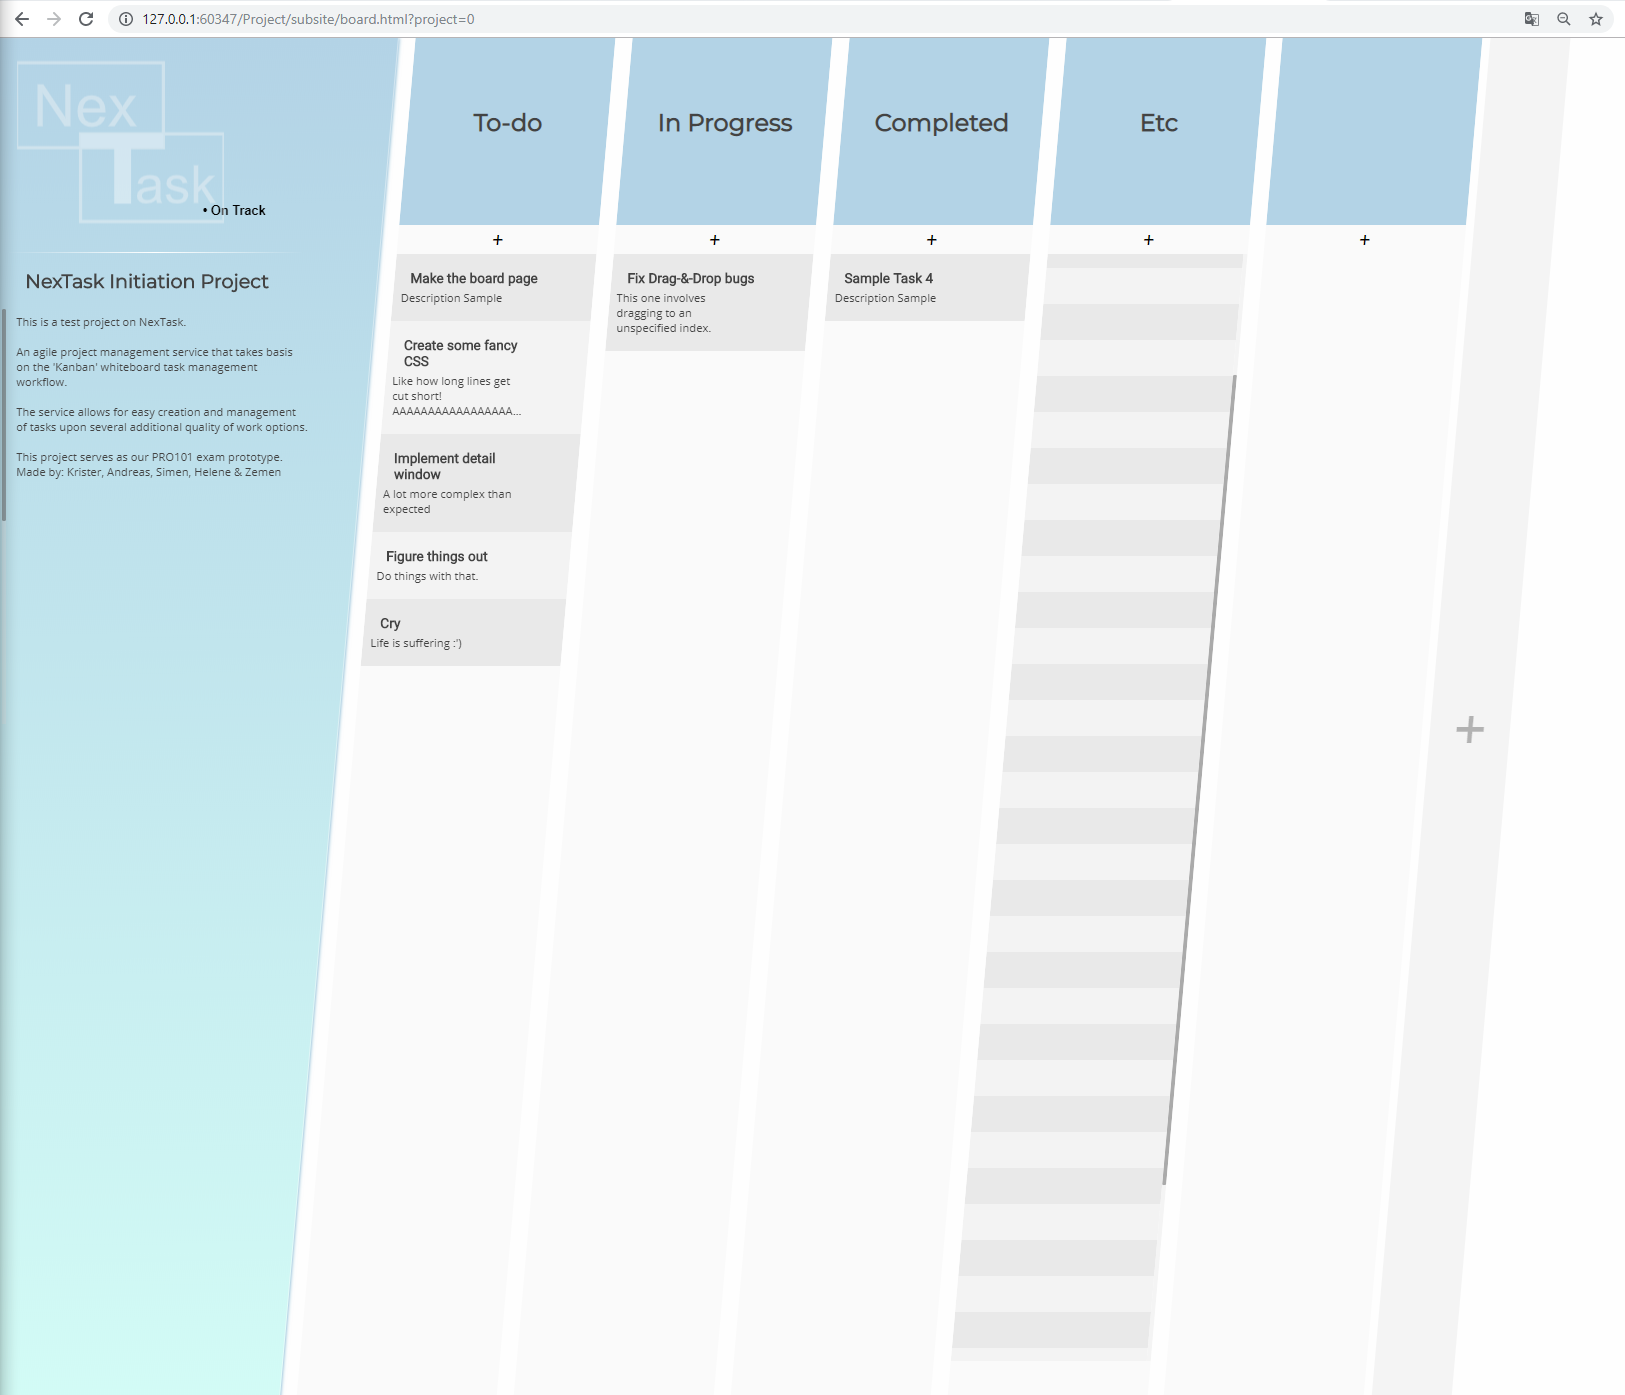 127.0.0.1:60347/Project/subsite/board.html?project=0
Nex
Task
• On Track
NexTask Initiation Project
This is a test project on NexTask.
An agile project management service that takes basis
on the 'Kanban' whiteboard task management
workflow.
The service allows for easy creation and management
of tasks upon several additional quality of work options.
This project serves as our PRO101 exam prototype.
Made by: Krister, Andreas, Simen, Helene & Zemen
To-do
+
Make the board page
Description Sample
Create some fancy
CSS
Like how long lines get
cut short!
AAAAAAAAAAAAAAAAA...
Implement detail
window
A lot more complex than
expected
Figure things out
Do things with that.
Cry
Life is suffering :')
In Progress
+
Fix Drag-&-Drop bugs
This one involves
dragging to an
unspecified index.
Completed
+
Sample Task 4
Description Sample
Etc
+
+
+